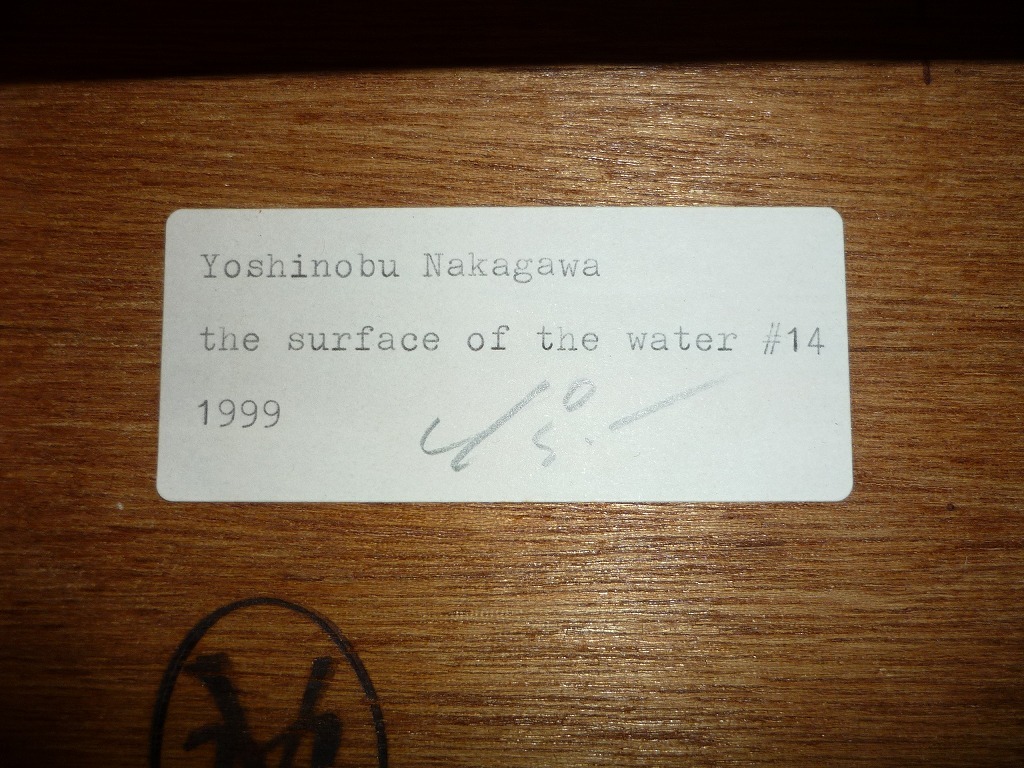 Yoshinobu Nakagawa
the surface of the water #14
1999